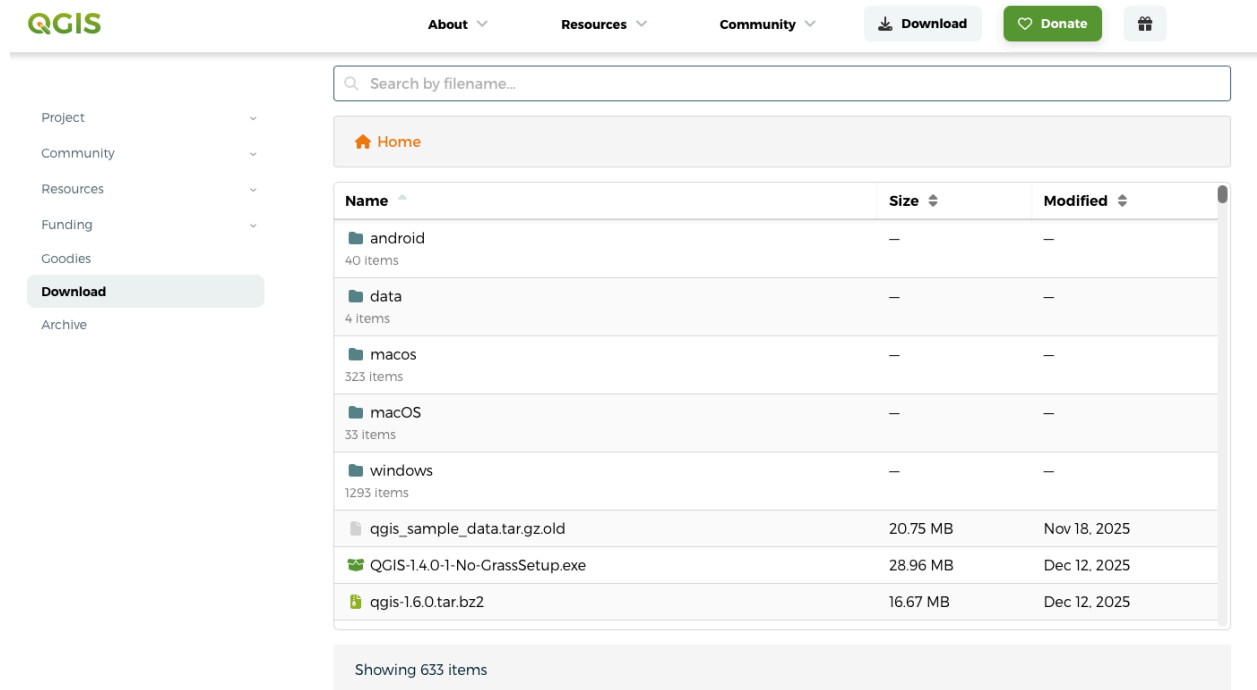 QGIS
About
Resources
Community
Download
Donate
Search by filename...
Project
Community
Resources
Funding
Goodies
Download
Archive
Home
Name Size Modified
android — —
40 items
data — —
4 items
macos — —
323 items
macOS — —
33 items
windows — —
1293 items
qgis_sample_data.tar.gz.old 20.75 MB Nov 18, 2025
QGIS-1.4.0-1-No-GrassSetup.exe 28.96 MB Dec 12, 2025
qgis-1.6.0.tar.bz2 16.67 MB Dec 12, 2025
Showing 633 items